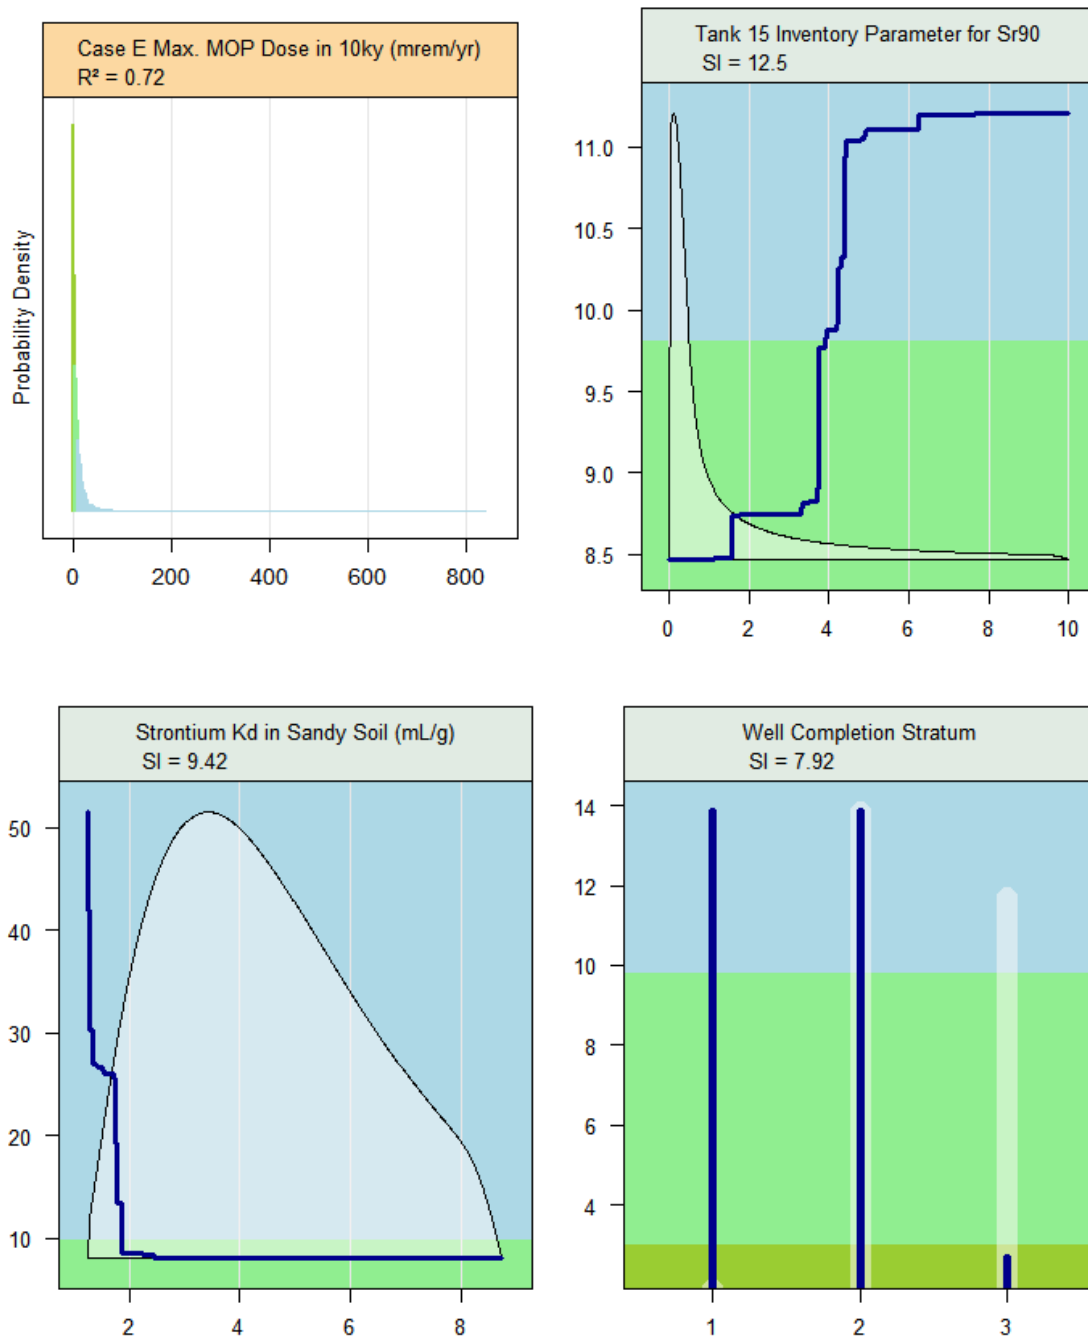 Case E Max. MOP Dose in 10ky (mrem/yr)
R² = 0.72
Probability Density
0 200 400 600 800
Tank 15 Inventory Parameter for Sr90
SI = 12.5
11.0
10.5
10.0
9.5
9.0
8.5
0 2 4 6 8 10
Strontium Kd in Sandy Soil (mL/g)
SI = 9.42
50
40
30
20
10
2 4 6 8
Well Completion Stratum
SI = 7.92
14
12
10
8
6
4
1 2 3